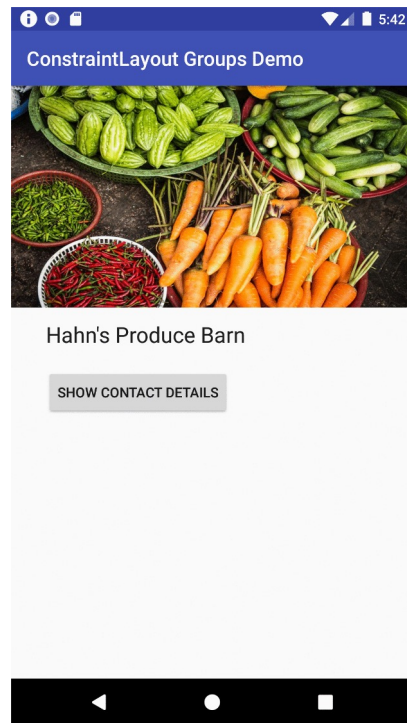 5:42
ConstraintLayout Groups Demo
Hahn's Produce Barn
SHOW CONTACT DETAILS